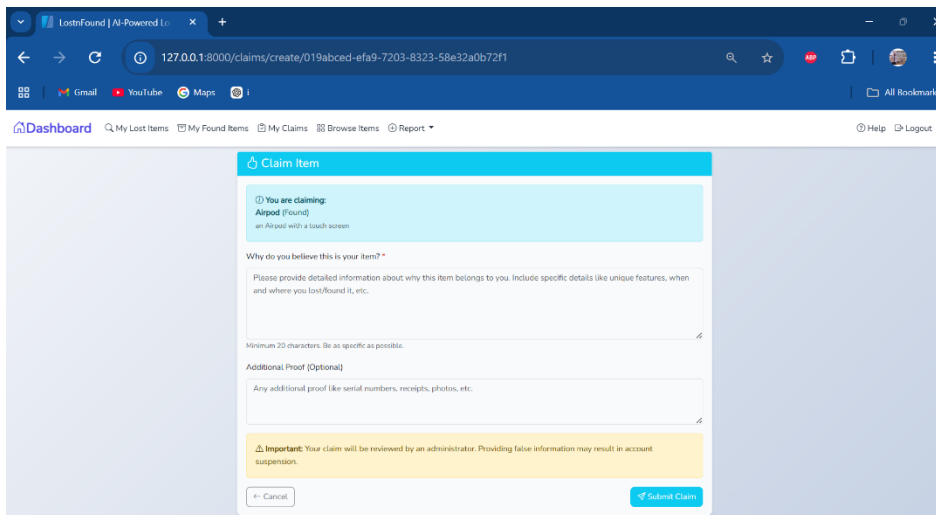 LostnFound | AI-Powered Lo
127.0.0.1:8000/claims/create/019abced-efa9-7203-8323-58e32a0b72f1
ABP
Gmail YouTube Maps i
All Bookmark
Dashboard My Lost Items My Found Items My Claims Browse Items Report Help Logout
Claim Item
You are claiming:
Airpod (Found)
an Airpod with a touch screen
Why do you believe this is your item? *
Please provide detailed information about why this item belongs to you. Include specific details like unique features, when
and where you lost/found it, etc.
Minimum 20 characters. Be as specific as possible.
Additional Proof (Optional)
Any additional proof like serial numbers, receipts, photos, etc.
Important: Your claim will be reviewed by an administrator. Providing false information may result in account
suspension.
← Cancel Submit Claim